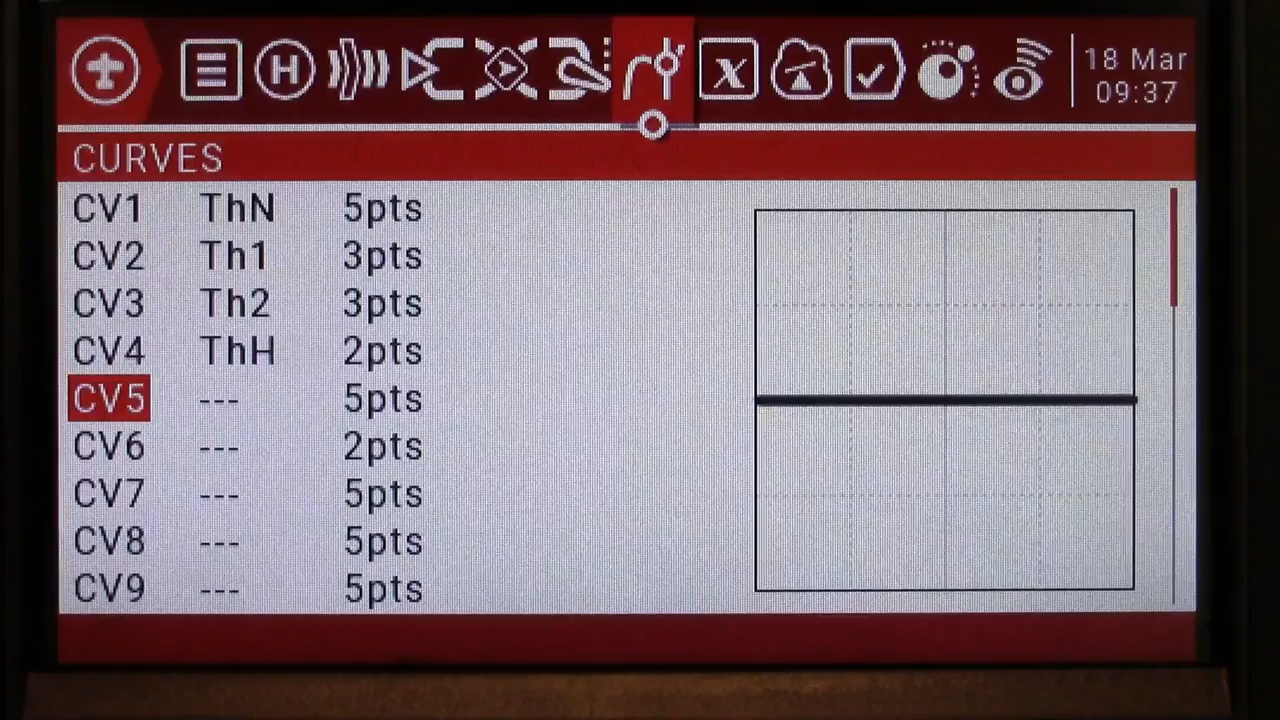 18 Mar
09:37
CURVES
CV1 ThN 5pts
CV2 Th1 3pts
CV3 Th2 3pts
CV4 ThH 2pts
CV5 --- 5pts
CV6 --- 2pts
CV7 --- 5pts
CV8 --- 5pts
CV9 --- 5pts